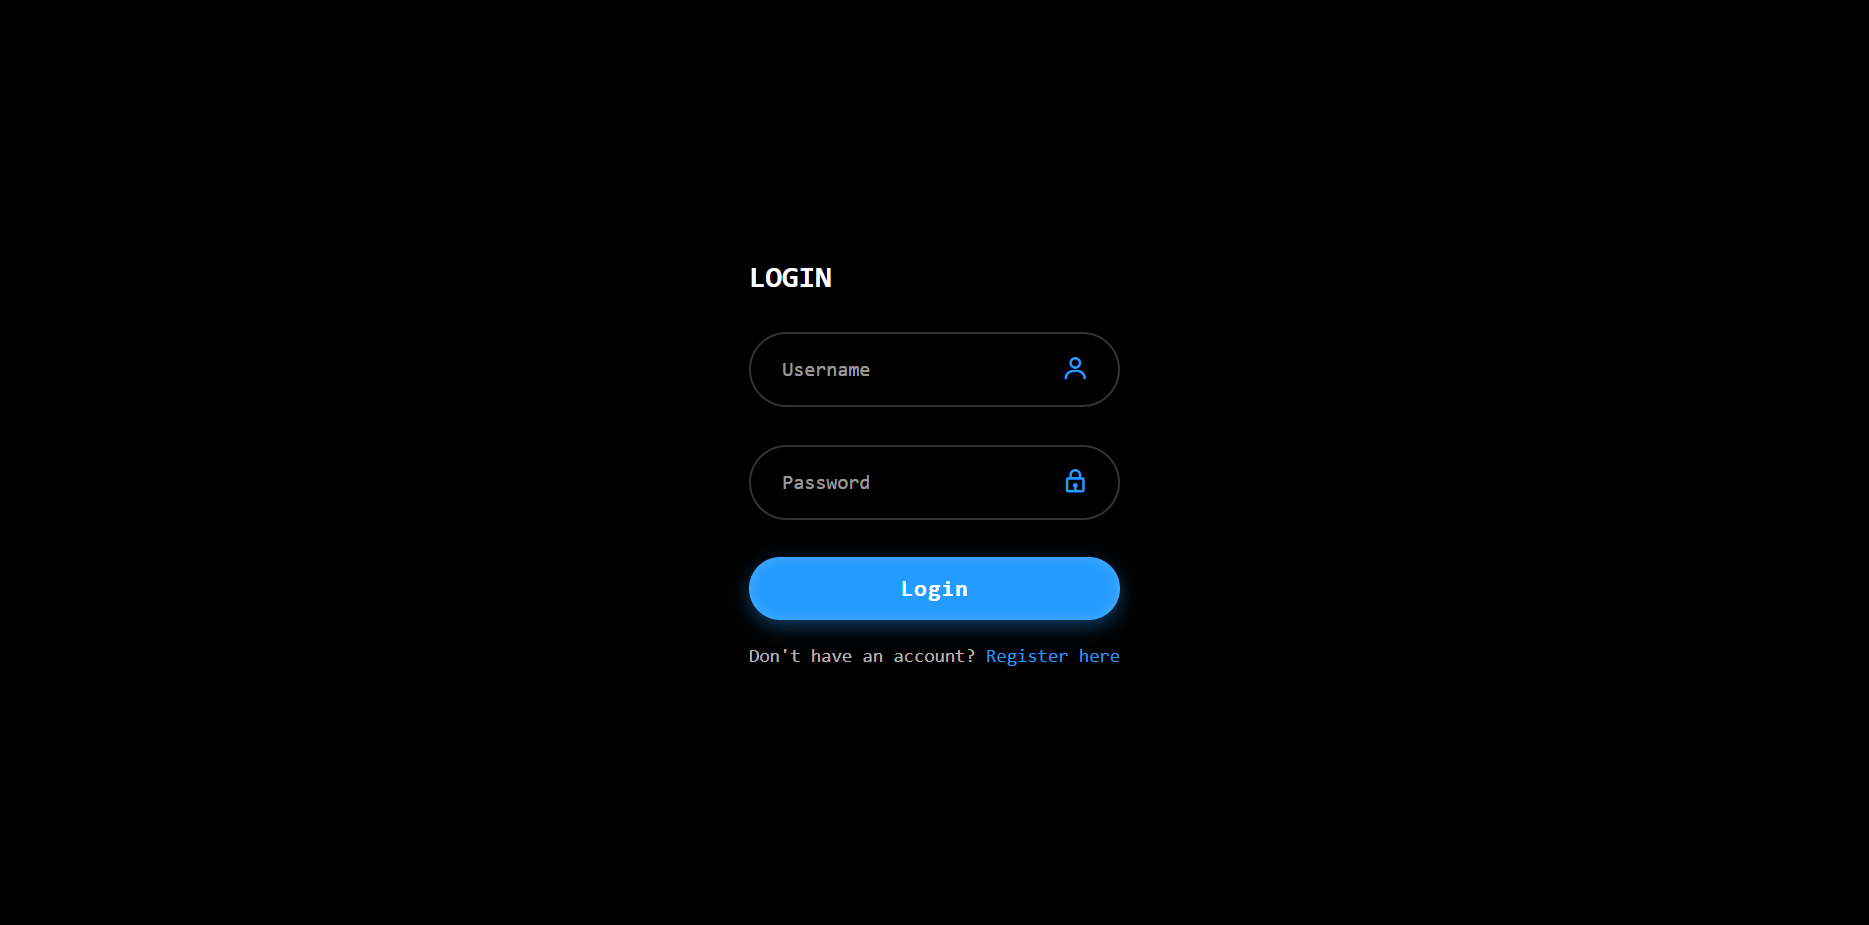 LOGIN
Username
Password
Login
Don't have an account? Register here